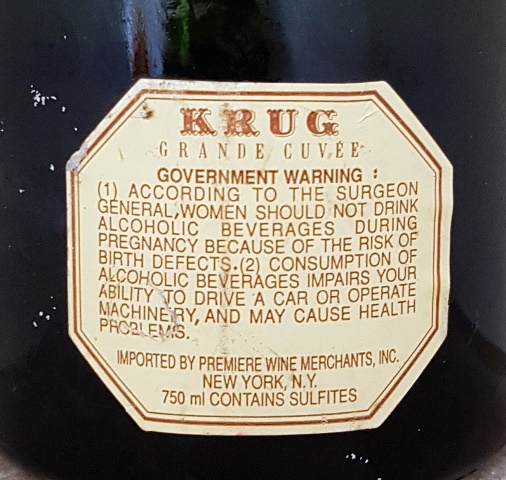 KRUG
GRANDE CUVÉE
GOVERNMENT WARNING :
(1) ACCORDING TO THE SURGEON
GENERAL,WOMEN SHOULD NOT DRINK
ALCOHOLIC BEVERAGES DURING
PREGNANCY BECAUSE OF THE RISK OF
BIRTH DEFECTS.(2) CONSUMPTION OF
ALCOHOLIC BEVERAGES IMPAIRS YOUR
ABILITY TO DRIVE A CAR OR OPERATE
MACHINERY, AND MAY CAUSE HEALTH
PROBLEMS.
IMPORTED BY PREMIERE WINE MERCHANTS, INC.
NEW YORK, N.Y.
750 ml CONTAINS SULFITES